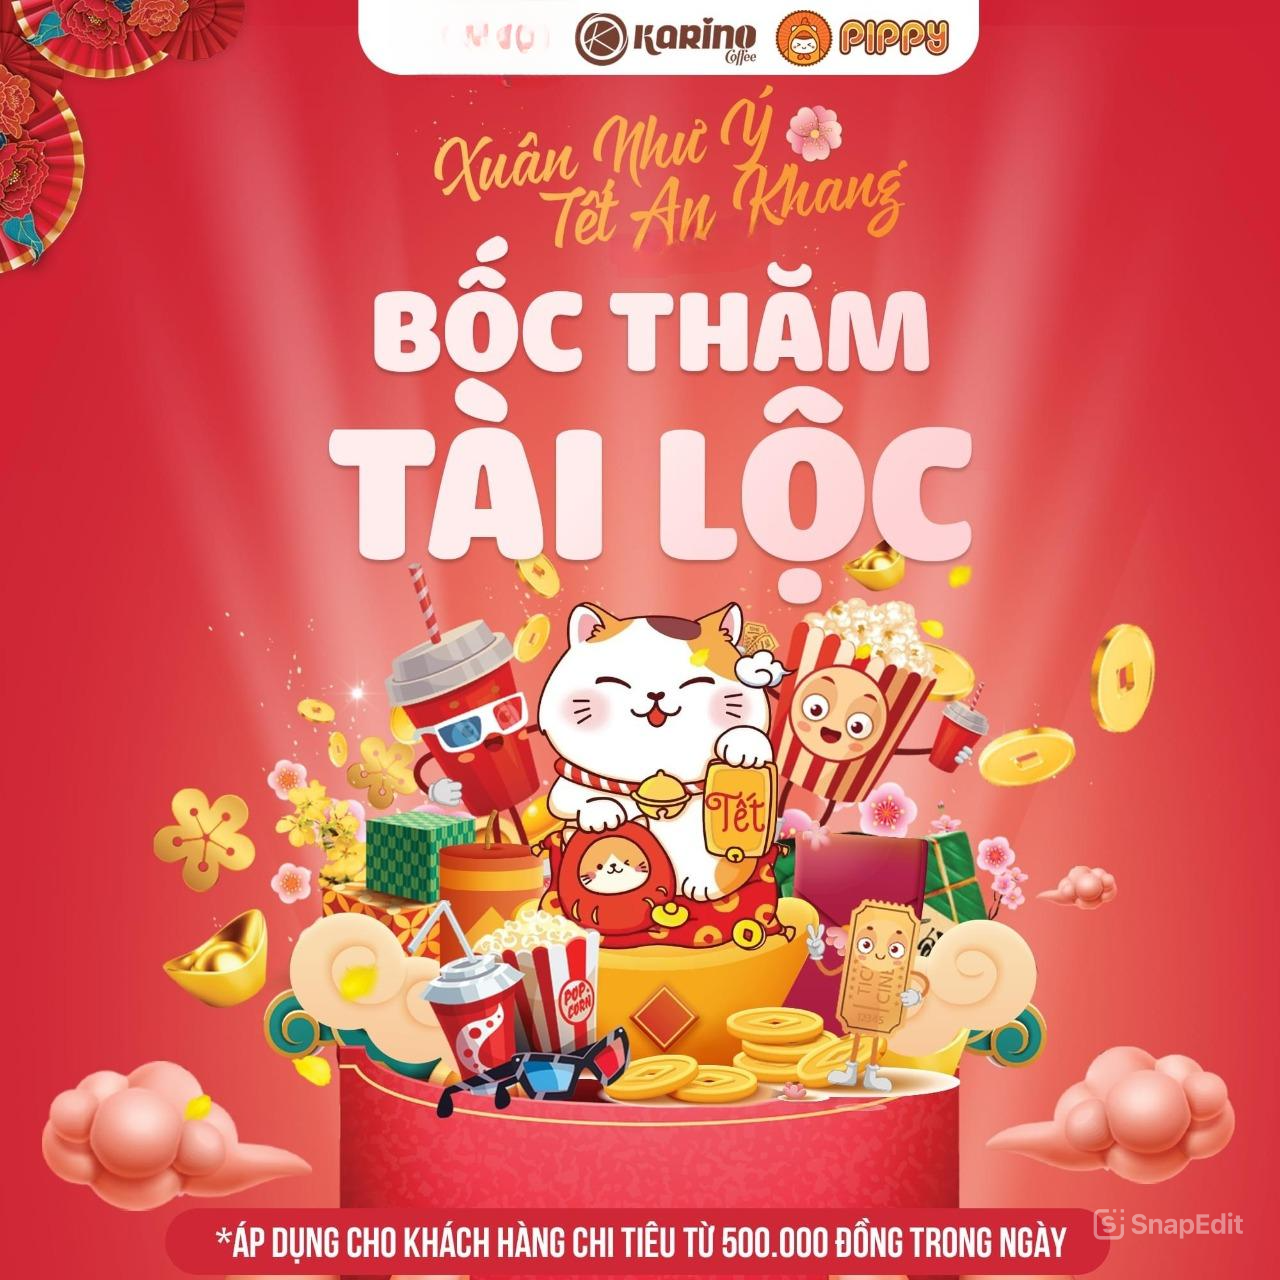 KARINO Coffee PIPPY
Xuân Như Ý
Tết An Khang
BỐC THĂM
TÀI LỘC
Tết
POP
CORN
12345
*ÁP DỤNG CHO KHÁCH HÀNG CHI TIÊU TỪ 500.000 ĐỒNG TRONG NGÀY
SnapEdit